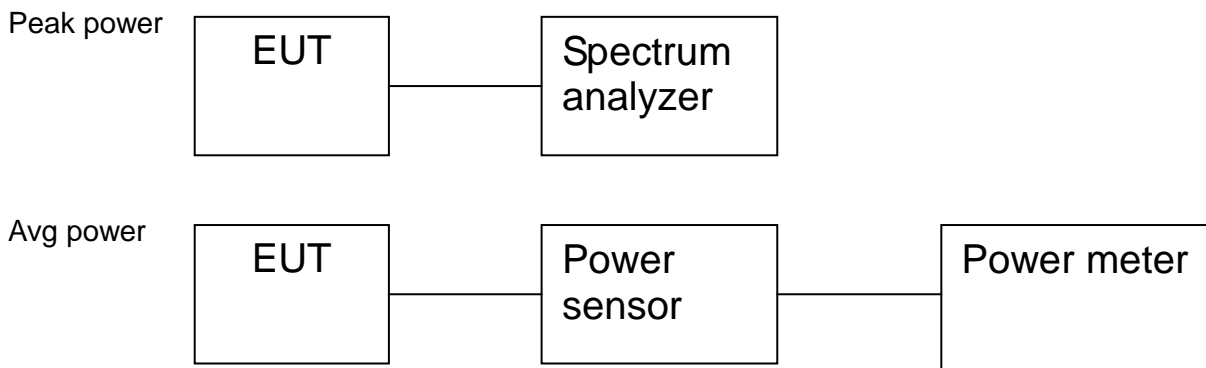 Peak power
EUT
Spectrum
analyzer
Avg power
EUT
Power
sensor
Power meter